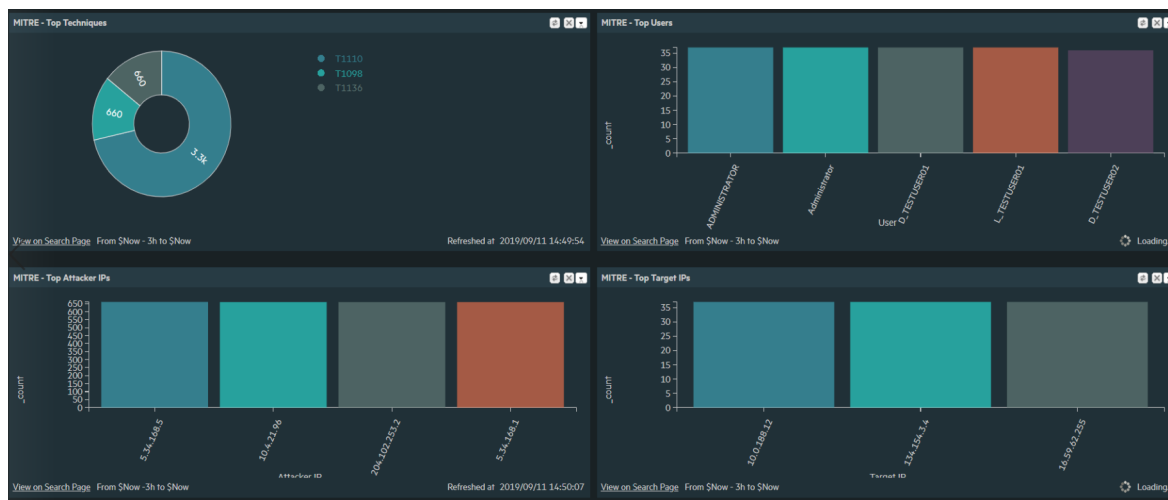 MITRE - Top Techniques
T1110
T1098
T1136
660
660
3.3k
View on Search Page From $Now - 3h to $Now Refreshed at 2019/09/11 14:49:54
MITRE - Top Users
_count
35
30
25
20
15
10
5
0
ADMINISTRATOR
Administrator
D_TESTUSER01
L_TESTUSER01
D_TESTUSER02
User
View on Search Page From $Now - 3h to $Now Loading
MITRE - Top Attacker IPs
_count
650
600
550
500
450
400
350
300
250
200
150
100
50
0
5.34.168.5
10.4.21.96
204.102.253.2
5.34.168.1
Attacker IP
View on Search Page From $Now -3h to $Now Refreshed at 2019/09/11 14:50:07
MITRE - Top Target IPs
_count
35
30
25
20
15
10
5
0
10.0.188.12
134.154.3.4
16.59.62.255
Target IP
View on Search Page From $Now - 3h to $Now Loading